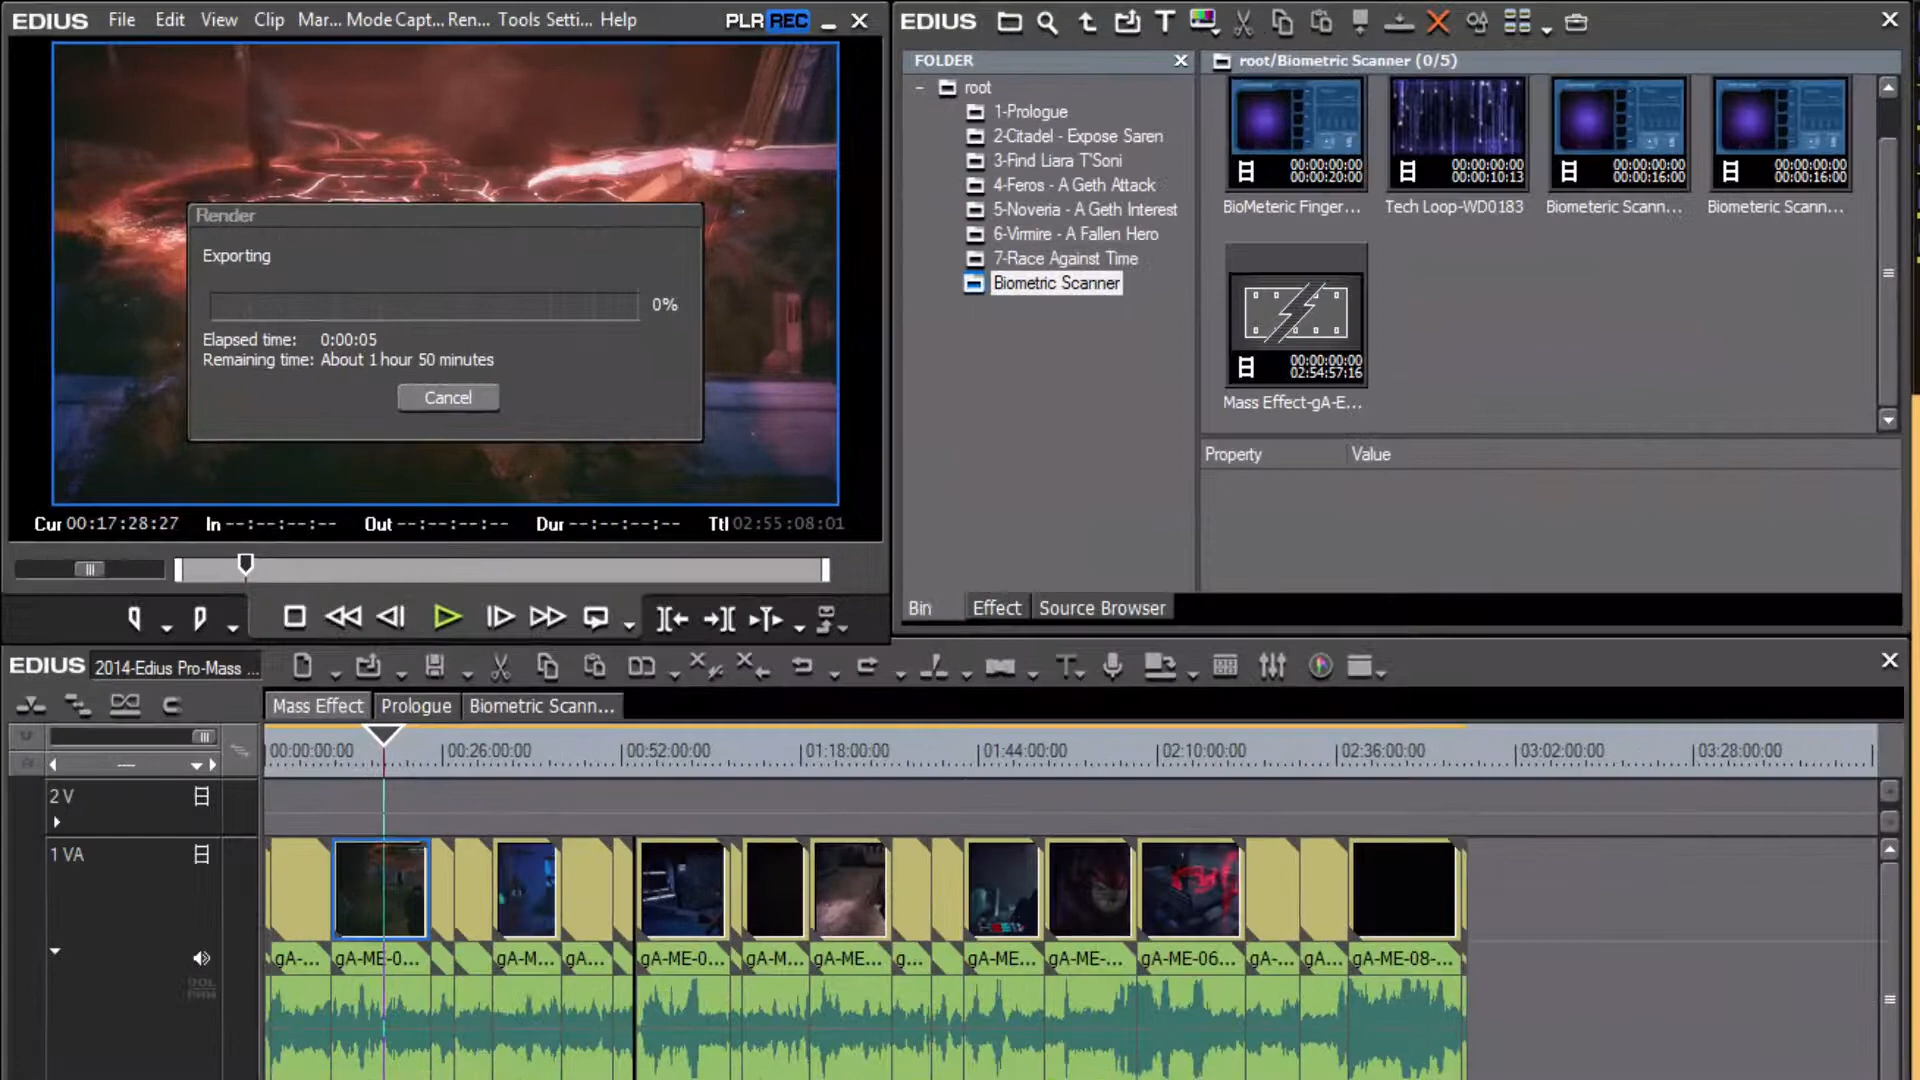 EDIUS File Edit View Clip Mar... Mode Capt... Ren... Tools Setti... Help PLR REC
Render
Exporting
0%
Elapsed time: 0:00:05
Remaining time: About 1 hour 50 minutes
Cancel
Cur 00:17:28:27 In --:--:--:-- Out --:--:--:-- Dur --:--:--:-- Ttl 02:55:08:01
EDIUS
FOLDER
root
1-Prologue
2-Citadel - Expose Saren
3-Find Liara T'Soni
4-Feros - A Geth Attack
5-Noveria - A Geth Interest
6-Virmire - A Fallen Hero
7-Race Against Time
Biometric Scanner
root/Biometric Scanner (0/5)
00:00:00:00 00:00:00:00 00:00:00:00 00:00:00:00
00:00:20:00 00:00:10:13 00:00:16:00 00:00:16:00
BioMeteric Finger... Tech Loop-WD0183 Biometeric Scann... Biometeric Scann...
00:00:00:00
02:54:57:16
Mass Effect-gA-E...
Property Value
Bin Effect Source Browser
EDIUS 2014-Edius Pro-Mass ...
Mass Effect Prologue Biometric Scann...
00:00:00:00 00:26:00:00 00:52:00:00 01:18:00:00 01:44:00:00 02:10:00:00 02:36:00:00 03:02:00:00 03:28:00:00
2 V
1 VA
gA-... gA-ME-0... gA-M... gA... gA-ME-0... gA-M... gA-ME... g... gA-ME... gA-ME-... gA-ME-06... gA-... gA... gA-ME-08-...